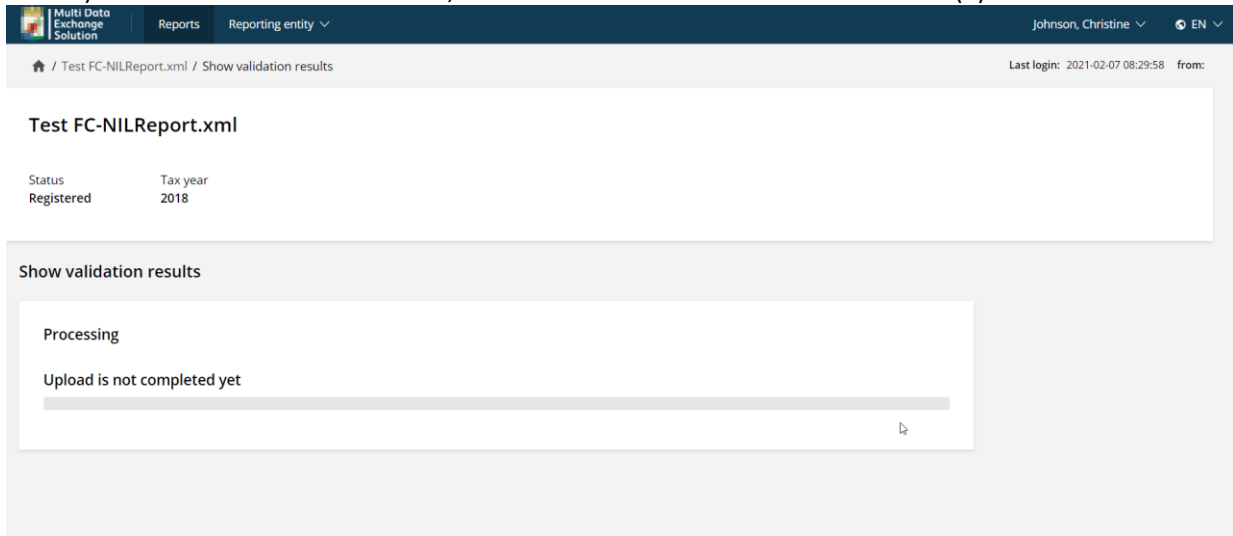 Multi Data
Exchange
Solution
Reports
Reporting entity
Johnson, Christine
EN
/ Test FC-NILReport.xml / Show validation results
Last login: 2021-02-07 08:29:58 from:
Test FC-NILReport.xml
Status Tax year
Registered 2018
Show validation results
Processing
Upload is not completed yet